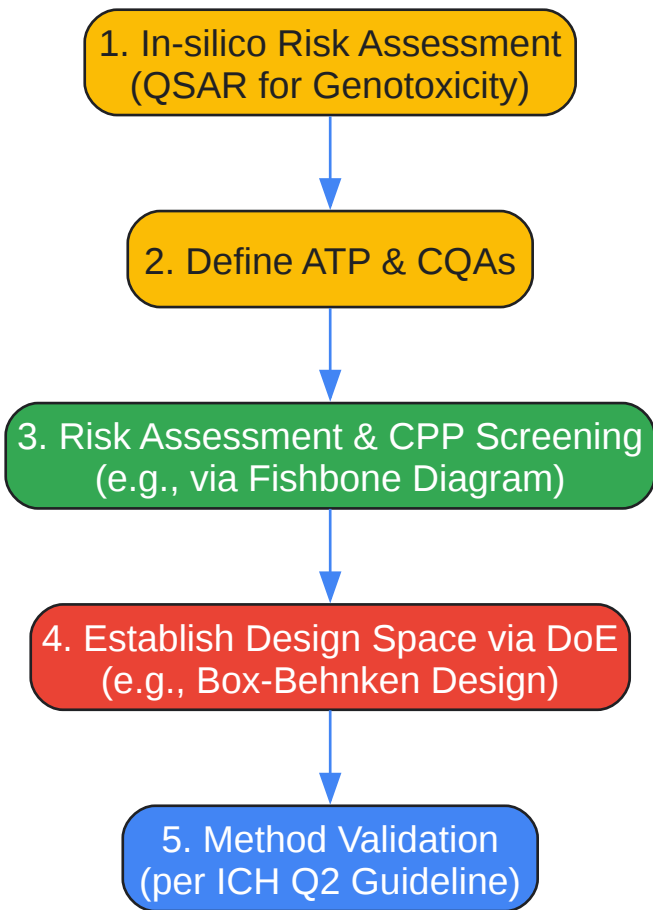 1. In-silico Risk Assessment
(QSAR for Genotoxicity)
2. Define ATP & CQAs
3. Risk Assessment & CPP Screening
(e.g., via Fishbone Diagram)
4. Establish Design Space via DoE
(e.g., Box-Behnken Design)
5. Method Validation
(per ICH Q2 Guideline)